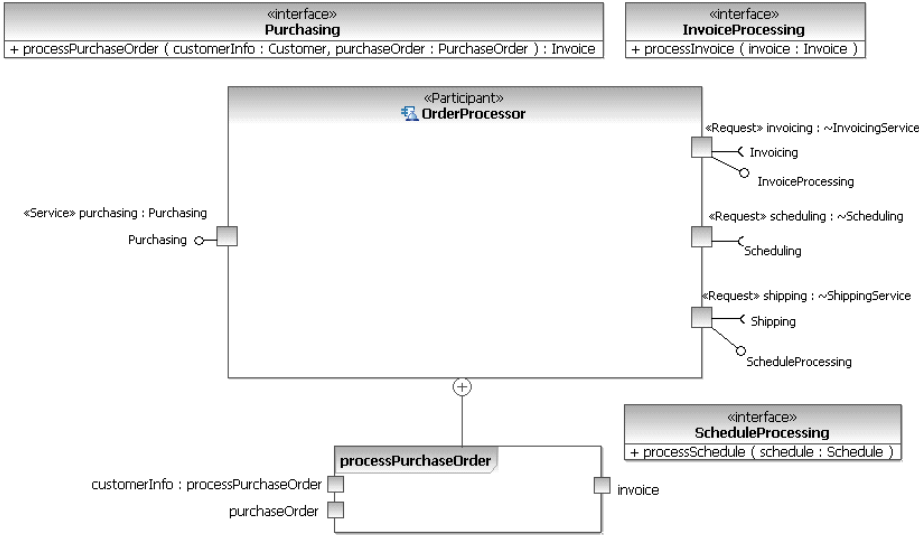 «interface»
Purchasing
+ processPurchaseOrder ( customerInfo : Customer, purchaseOrder : PurchaseOrder ) : Invoice
«interface»
InvoiceProcessing
+ processInvoice ( invoice : Invoice )
«Participant»
OrderProcessor
«Request» invoicing : ~InvoicingService
Invoicing
InvoiceProcessing
«Service» purchasing : Purchasing
Purchasing
«Request» scheduling : ~Scheduling
Scheduling
«Request» shipping : ~ShippingService
Shipping
ScheduleProcessing
«interface»
ScheduleProcessing
+ processSchedule ( schedule : Schedule )
processPurchaseOrder
customerInfo : processPurchaseOrder
purchaseOrder
invoice